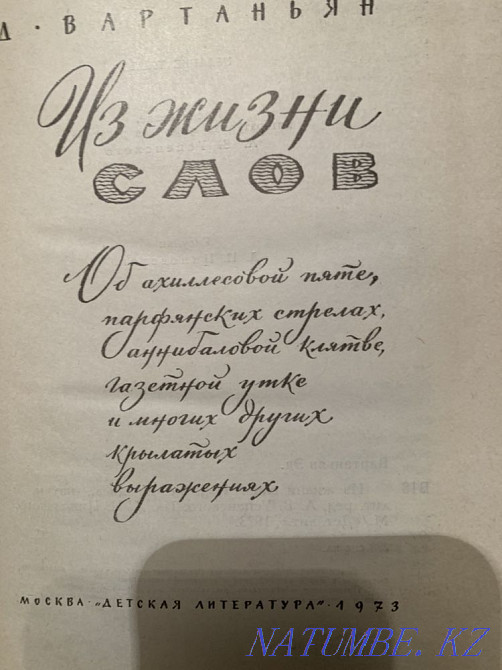 Д · ВАРТАНЬЯН
Из жизни
СЛОВ
Об ахиллесовой пяте,
парфянских стрелах,
аннибаловой клятве,
газетной утке
и многих других
крылатых
выражениях
МОСКВА · "ДЕТСКАЯ ЛИТЕРАТУРА" · 1973
NATUMBE.KZ